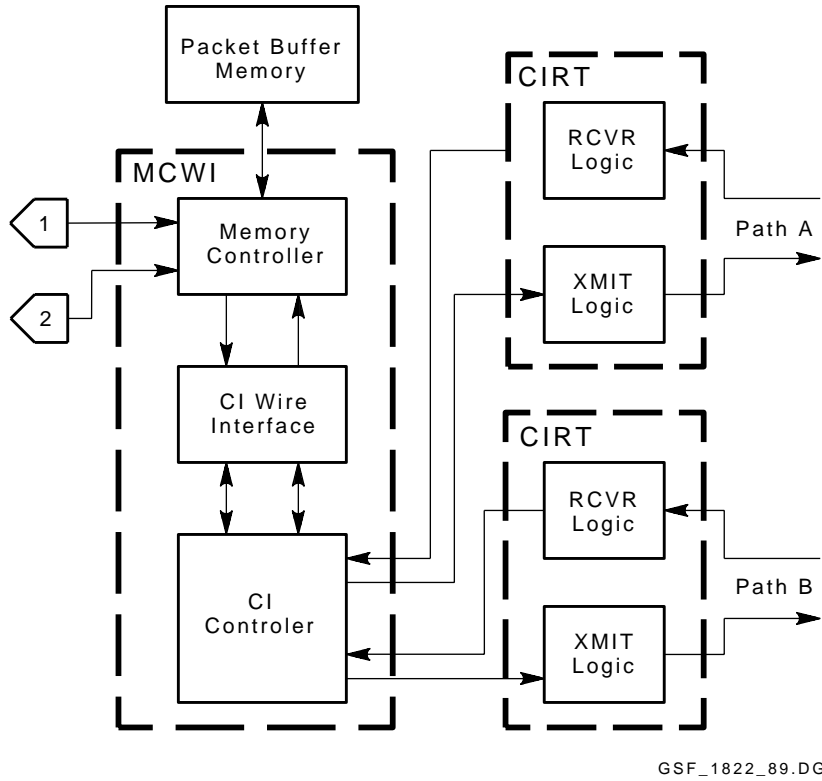 Packet Buffer
Memory
CIRT
RCVR
Logic
MCWI
1
Memory
Controller
Path A
XMIT
Logic
2
CI Wire
Interface
CIRT
RCVR
Logic
CI
Controler
Path B
XMIT
Logic
GSF_1822_89.DG